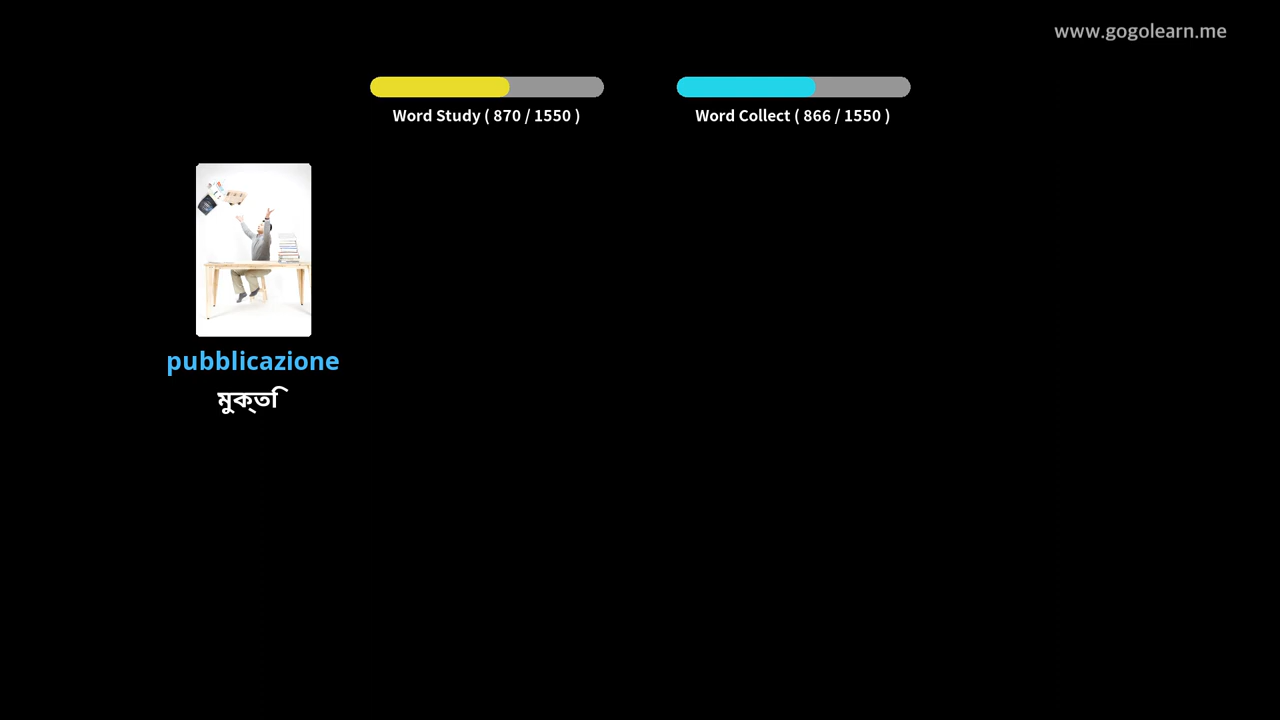 www.gogolearn.me
Word Study ( 870 / 1550 )
Word Collect ( 866 / 1550 )
pubblicazione
মুক্তি